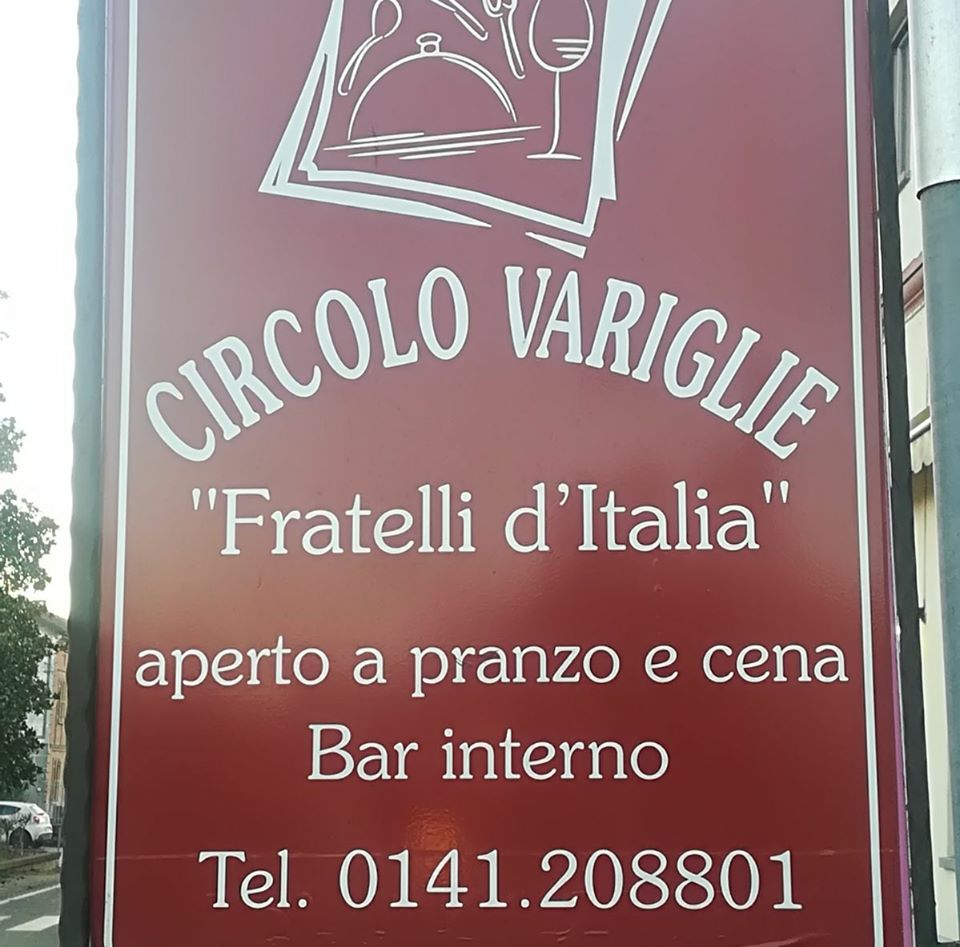 CIRCOLO VARIGLIE
"Fratelli d'Italia"
aperto a pranzo e cena
Bar interno
Tel. 0141.208801